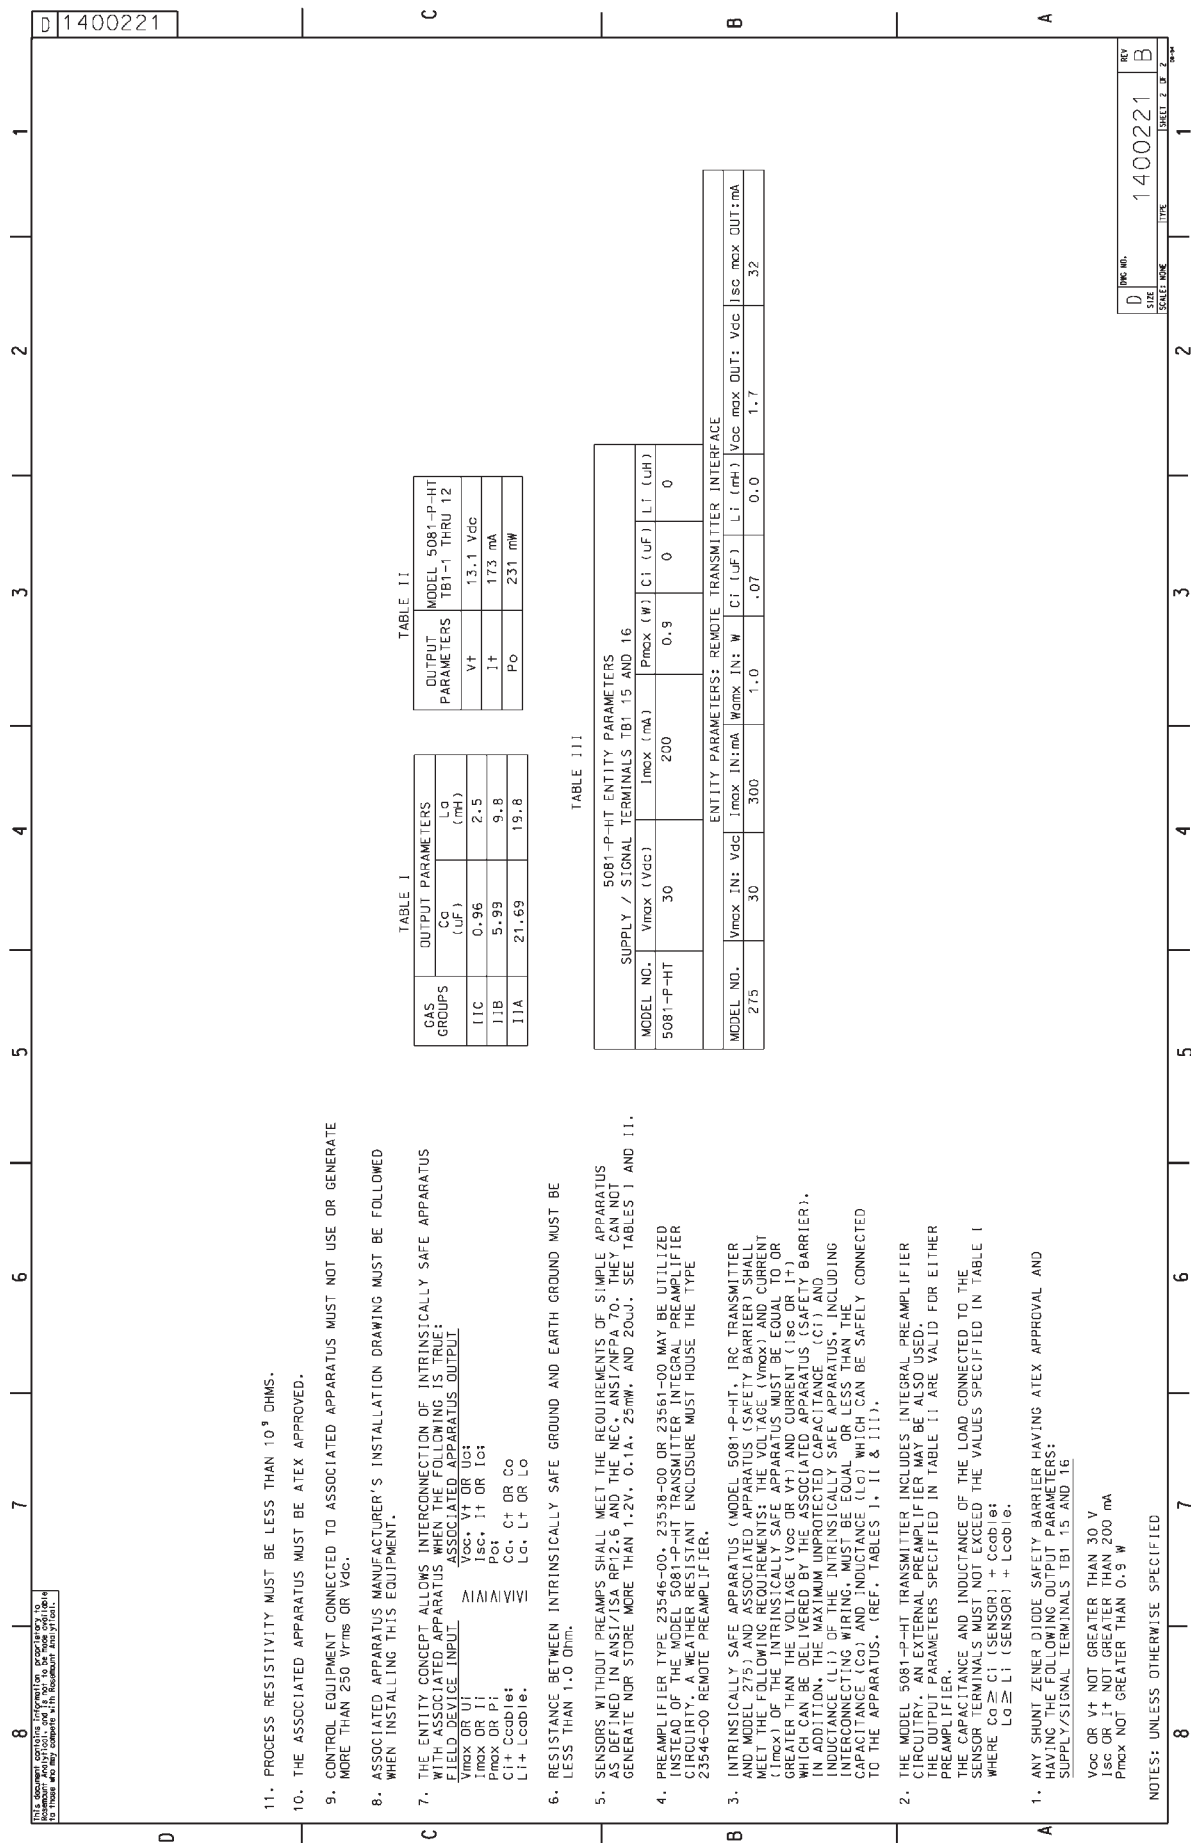 This document contains information proprietary to
Rosemount Analytical, and is not to be made available
to those who may compete with Rosemount Analytical.
D 1400221
8 7 6 5 4 3 2 1
D
C
B
A
11. PROCESS RESISTIVITY MUST BE LESS THAN 10⁹ OHMS.
10. THE ASSOCIATED APPARATUS MUST BE ATEX APPROVED.
9. CONTROL EQUIPMENT CONNECTED TO ASSOCIATED APPARATUS MUST NOT USE OR GENERATE
MORE THAN 250 Vrms OR Vdc.
8. ASSOCIATED APPARATUS MANUFACTURER'S INSTALLATION DRAWING MUST BE FOLLOWED
WHEN INSTALLING THIS EQUIPMENT.
7. THE ENTITY CONCEPT ALLOWS INTERCONNECTION OF INTRINSICALLY SAFE APPARATUS
WITH ASSOCIATED APPARATUS WHEN THE FOLLOWING IS TRUE:
FIELD DEVICE INPUT ASSOCIATED APPARATUS OUTPUT
Vmax OR Ui ≥ Voc, Vt OR Uo;
Imax OR Ii ≥ Isc, It OR Io;
Pmax OR Pi ≥ Po;
Ci+ Ccable; ≤ Ca, Ct OR Co
Li+ Lcable. ≤ La, Lt OR Lo
6. RESISTANCE BETWEEN INTRINSICALLY SAFE GROUND AND EARTH GROUND MUST BE
LESS THAN 1.0 Ohm.
5. SENSORS WITHOUT PREAMPS SHALL MEET THE REQUIREMENTS OF SIMPLE APPARATUS
AS DEFINED IN ANSI/ISA RP12.6 AND THE NEC, ANSI/NFPA 70. THEY CAN NOT
GENERATE NOR STORE MORE THAN 1.2V, 0.1A, 25mW, AND 20uJ. SEE TABLES I AND II.
4. PREAMPLIFIER TYPE 23546-00, 23538-00 OR 23561-00 MAY BE UTILIZED
INSTEAD OF THE MODEL 5081-P-HT TRANSMITTER INTEGRAL PREAMPLIFIER
CIRCUITRY. A WEATHER RESISTANT ENCLOSURE MUST HOUSE THE TYPE
23546-00 REMOTE PREAMPLIFIER.
3. INTRINSICALLY SAFE APPARATUS (MODEL 5081-P-HT, IRC TRANSMITTER
AND MODEL 275) AND ASSOCIATED APPARATUS (SAFETY BARRIER) SHALL
MEET THE FOLLOWING REQUIREMENTS: THE VOLTAGE (Vmax) AND CURRENT
(Imax) OF THE INTRINSICALLY SAFE APPARATUS MUST BE EQUAL TO OR
GREATER THAN THE VOLTAGE (Voc OR Vt) AND CURRENT (Isc OR It)
WHICH CAN BE DELIVERED BY THE ASSOCIATED APPARATUS (SAFETY BARRIER).
IN ADDITION, THE MAXIMUM UNPROTECTED CAPACITANCE (Ci) AND
INDUCTANCE (Li) OF THE INTRINSICALLY SAFE APPARATUS, INCLUDING
INTERCONNECTING WIRING, MUST BE EQUAL OR LESS THAN THE
CAPACITANCE (Ca) AND INDUCTANCE (La) WHICH CAN BE SAFELY CONNECTED
TO THE APPARATUS. (REF. TABLES I, II & III).
2. THE MODEL 5081-P-HT TRANSMITTER INCLUDES INTEGRAL PREAMPLIFIER
CIRCUITRY. AN EXTERNAL PREAMPLIFIER MAY BE ALSO USED.
THE OUTPUT PARAMETERS SPECIFIED IN TABLE II ARE VALID FOR EITHER
PREAMPLIFIER.
THE CAPACITANCE AND INDUCTANCE OF THE LOAD CONNECTED TO THE
SENSOR TERMINALS MUST NOT EXCEED THE VALUES SPECIFIED IN TABLE I
WHERE Ca ≥ Ci (SENSOR) + Ccable;
La ≥ Li (SENSOR) + Lcable.
1. ANY SHUNT ZENER DIODE SAFETY BARRIER HAVING ATEX APPROVAL AND
HAVING THE FOLLOWING OUTPUT PARAMETERS:
SUPPLY/SIGNAL TERMINALS TB1 15 AND 16
Voc OR Vt NOT GREATER THAN 30 V
Isc OR It NOT GREATER THAN 200 mA
Pmax NOT GREATER THAN 0.9 W
NOTES: UNLESS OTHERWISE SPECIFIED
TABLE I
GAS GROUPS OUTPUT PARAMETERS
Ca (uF) La (mH)
IIC 0.96 2.5
IIB 5.99 9.8
IIA 21.69 19.8
TABLE II
OUTPUT PARAMETERS MODEL 5081-P-HT TB1-1 THRU 12
Vt 13.1 Vdc
It 173 mA
Po 231 mW
TABLE III
5081-P-HT ENTITY PARAMETERS
SUPPLY / SIGNAL TERMINALS TB1 15 AND 16
MODEL NO. Vmax (Vdc) Imax (mA) Pmax (W) Ci (uF) Li (uH)
5081-P-HT 30 200 0.9 0 0
ENTITY PARAMETERS: REMOTE TRANSMITTER INTERFACE
MODEL NO. Vmax IN: Vdc Imax IN:mA Wamx IN: W Ci (uF) Li (mH) Voc max OUT: Vdc Isc max OUT:mA
275 30 300 1.0 .07 0.0 1.7 32
D
SIZE
DWG NO.
1400221
REV
B
SCALE: NONE
TYPE
SHEET 2 OF 2
D
C
B
A
8 7 6 5 4 3 2 1